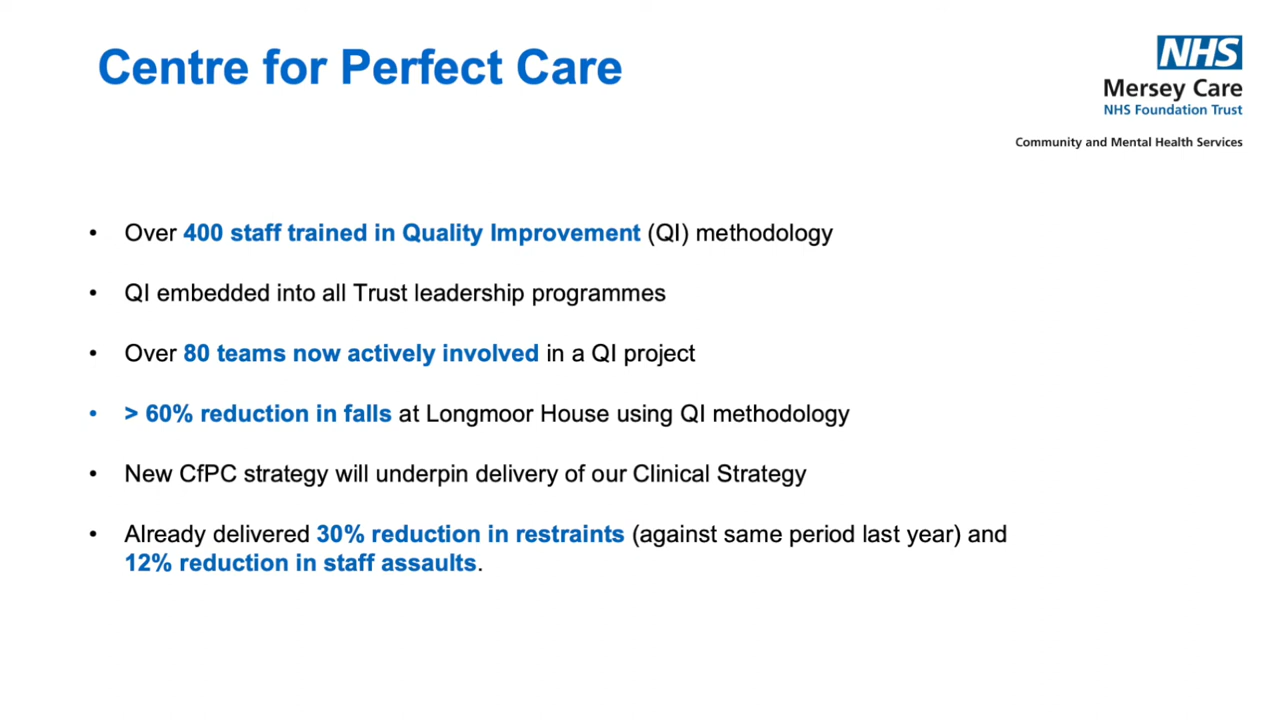 Centre for Perfect Care
NHS
Mersey Care
NHS Foundation Trust
Community and Mental Health Services
• Over 400 staff trained in Quality Improvement (QI) methodology
• QI embedded into all Trust leadership programmes
• Over 80 teams now actively involved in a QI project
• > 60% reduction in falls at Longmoor House using QI methodology
• New CfPC strategy will underpin delivery of our Clinical Strategy
• Already delivered 30% reduction in restraints (against same period last year) and
12% reduction in staff assaults.